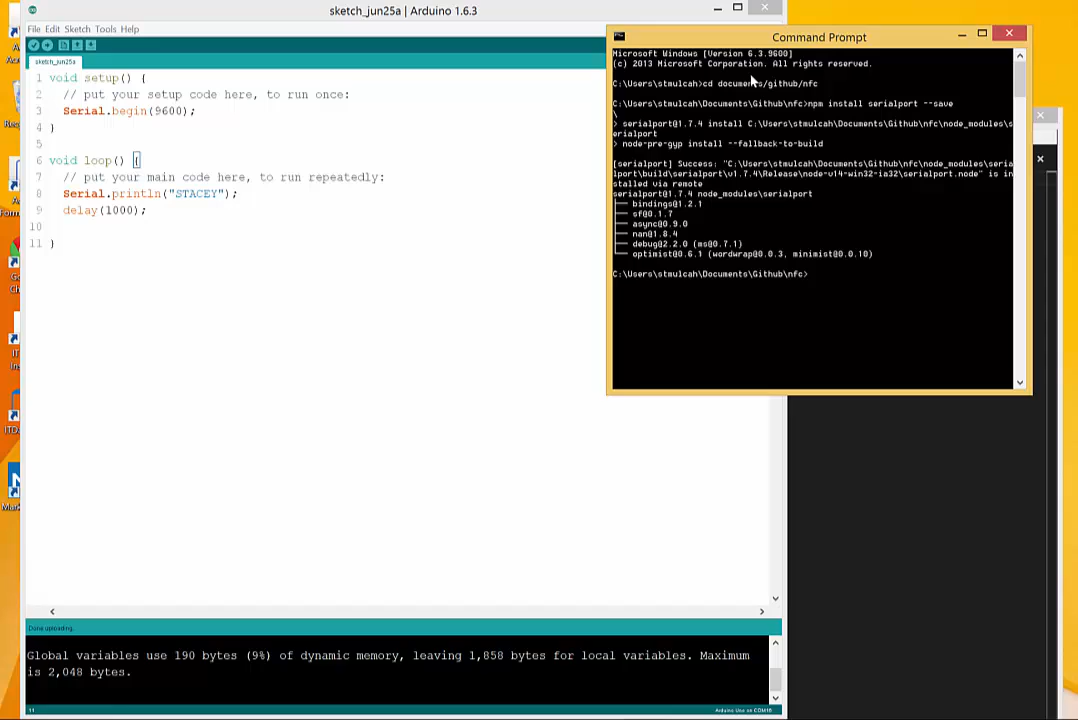 sketch_jun25a | Arduino 1.6.3
File Edit Sketch Tools Help
sketch_jun25a
1 void setup() {
2 // put your setup code here, to run once:
3 Serial.begin(9600);
4 }
5
6 void loop() {
7 // put your main code here, to run repeatedly:
8 Serial.println("STACEY");
9 delay(1000);
10
11 }
Done uploading.
Global variables use 190 bytes (9%) of dynamic memory, leaving 1,858 bytes for local variables. Maximum
is 2,048 bytes.
11
Command Prompt
Microsoft Windows [Version 6.3.9600]
(c) 2013 Microsoft Corporation. All rights reserved.
C:\Users\stmulcah>cd documents/github/nfc
C:\Users\stmulcah\Documents\Github\nfc>npm install serialport --save
\
> serialport@1.7.4 install C:\Users\stmulcah\Documents\Github\nfc\node_modules\s
erialport
> node-pre-gyp install --fallback-to-build
[serialport] Success: "C:\Users\stmulcah\Documents\Github\nfc\node_modules\seria
lport\build\serialport\v1.7.4\Release\node-v14-win32-ia32\serialport.node" is in
stalled via remote
serialport@1.7.4 node_modules\serialport
├── bindings@1.2.1
├── sf@0.1.7
├── async@0.9.0
├── nan@1.8.4
├── debug@2.2.0 (ms@0.7.1)
└── optimist@0.6.1 (wordwrap@0.0.3, minimist@0.0.10)
C:\Users\stmulcah\Documents\Github\nfc>